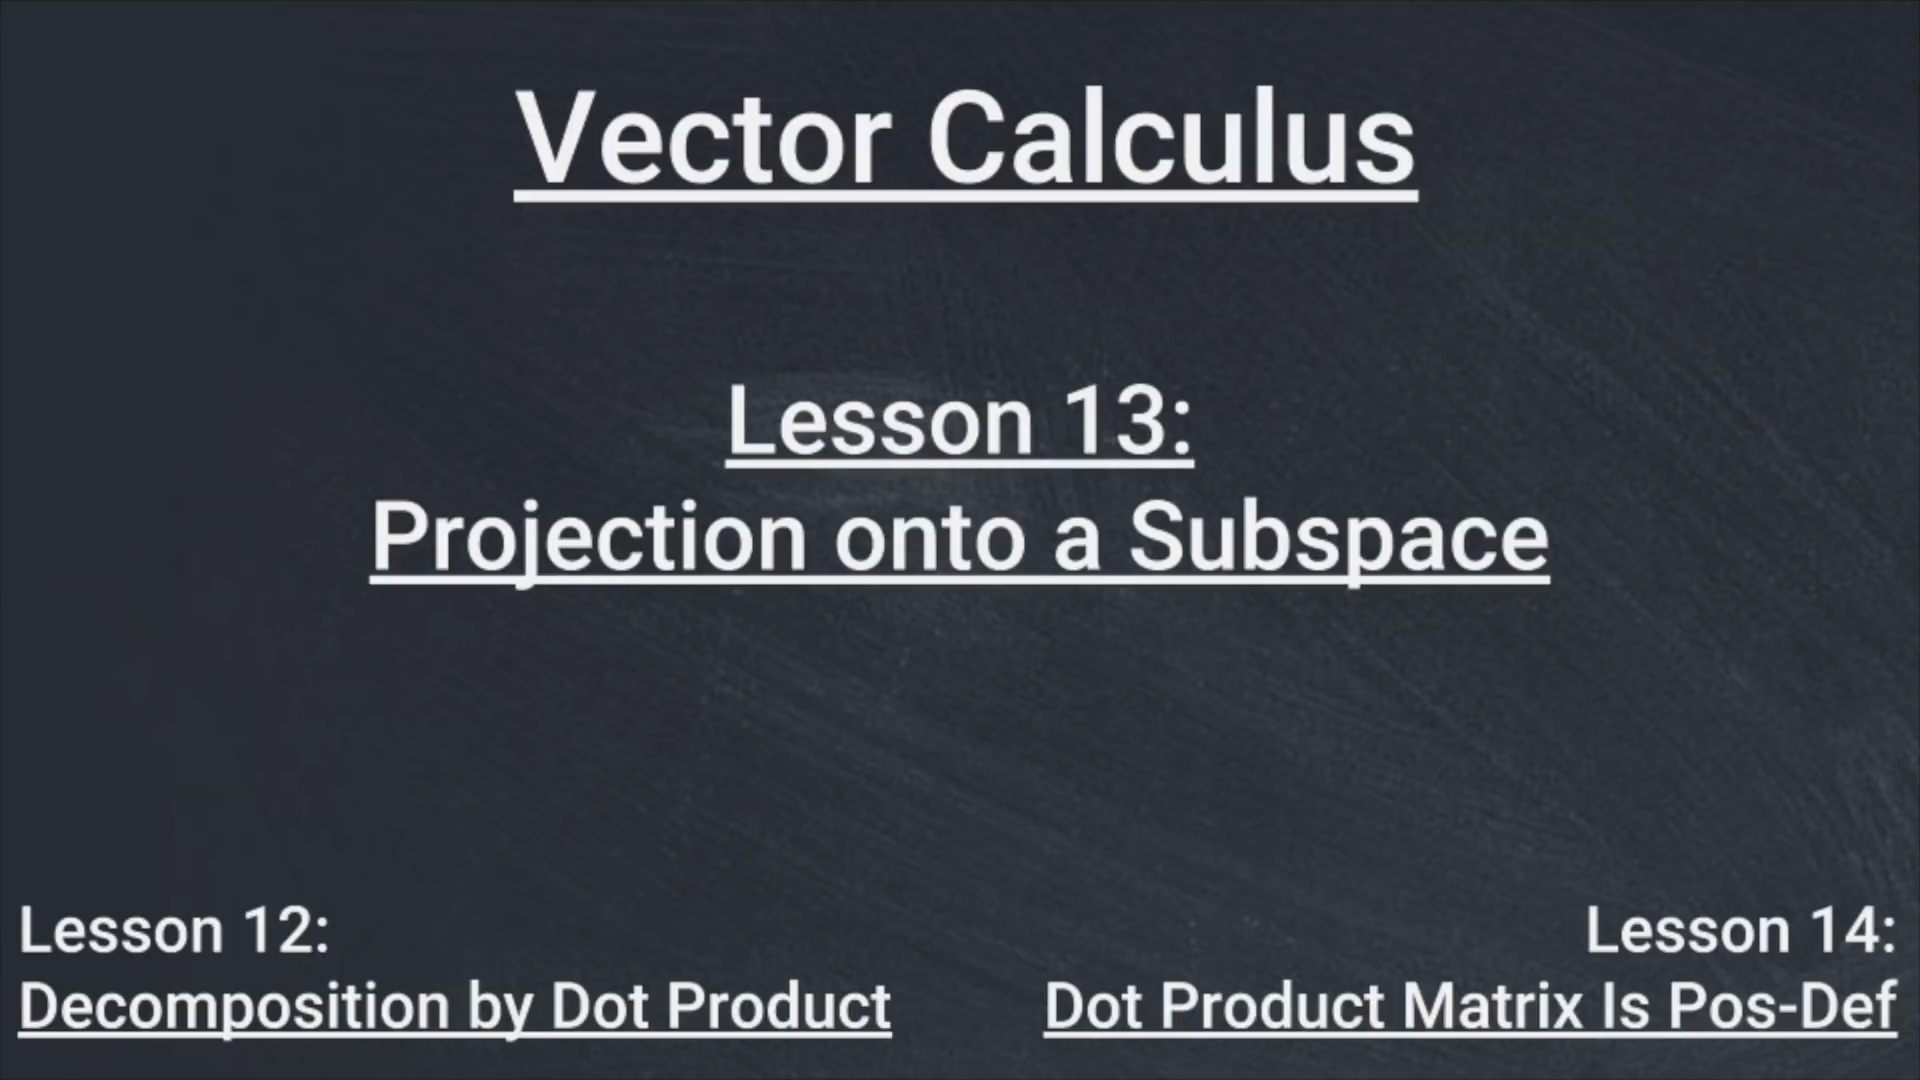 Vector Calculus
Lesson 13:
Projection onto a Subspace
Lesson 12:
Decomposition by Dot Product
Lesson 14:
Dot Product Matrix Is Pos-Def